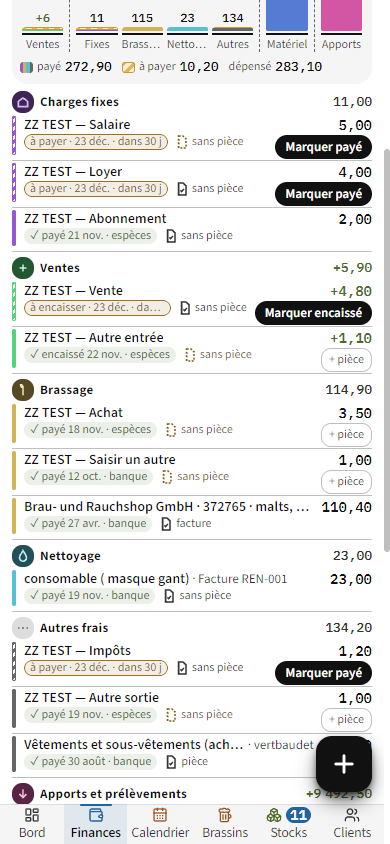 +6 11 115 23 134
Ventes Fixes Brass… Netto… Autres Matériel Apports
payé 272,90 à payer 10,20 dépensé 283,10
Charges fixes 11,00
ZZ TEST — Salaire 5,00
à payer · 23 déc. · dans 30 j sans pièce Marquer payé
ZZ TEST — Loyer 4,00
à payer · 23 déc. · dans 30 j sans pièce Marquer payé
ZZ TEST — Abonnement 2,00
✓ payé 21 nov. · espèces sans pièce
Ventes +5,90
ZZ TEST — Vente +4,80
à encaisser · 23 déc. · da… sans pièce Marquer encaissé
ZZ TEST — Autre entrée +1,10
✓ encaissé 22 nov. · espèces sans pièce + pièce
Brassage 114,90
ZZ TEST — Achat 3,50
✓ payé 18 nov. · espèces sans pièce + pièce
ZZ TEST — Saisir un autre 1,00
✓ payé 12 oct. · banque sans pièce + pièce
Brau- und Rauchshop GmbH · 372765 · malts, … 110,40
✓ payé 27 avr. · banque facture
Nettoyage 23,00
consomable ( masque gant) · Facture REN-001 23,00
✓ payé 19 nov. · banque sans pièce
Autres frais 134,20
ZZ TEST — Impôts 1,20
à payer · 23 déc. · dans 30 j sans pièce Marquer payé
ZZ TEST — Autre sortie 1,00
✓ payé 19 nov. · espèces sans pièce + pièce
Vêtements et sous-vêtements (ach… · vertbaudet
✓ payé 30 août · banque pièce
Apports et prélèvements +9 492,50
Bord Finances Calendrier Brassins Stocks 11 Clients